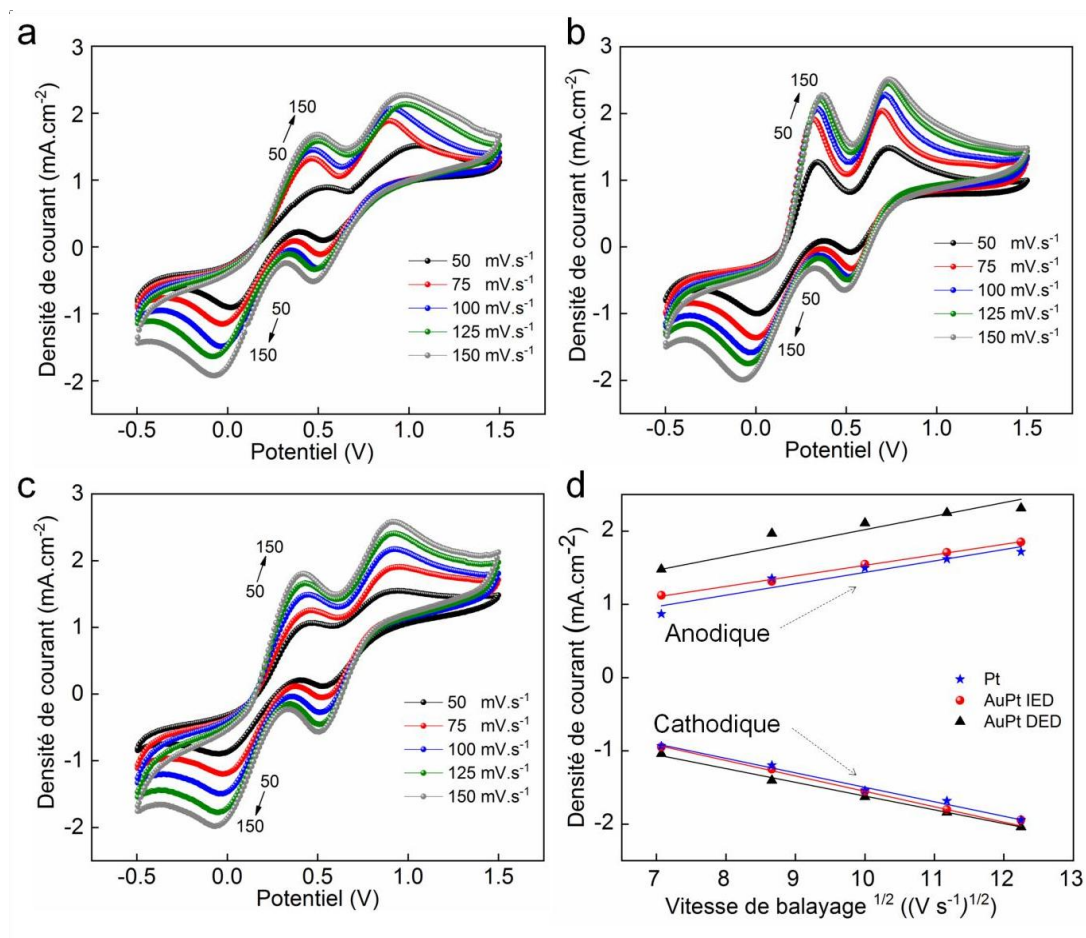 a
3
2
1
0
-1
-2
Densité de courant (mA.cm-2)
150
50
50
150
50 mV.s-1
75 mV.s-1
100 mV.s-1
125 mV.s-1
150 mV.s-1
-0.5 0.0 0.5 1.0 1.5
Potentiel (V)
b
3
2
1
0
-1
-2
Densité de courant (mA.cm-2)
150
50
50
150
50 mV.s-1
75 mV.s-1
100 mV.s-1
125 mV.s-1
150 mV.s-1
-0.5 0.0 0.5 1.0 1.5
Potentiel (V)
c
3
2
1
0
-1
-2
Densité de courant (mA.cm-2)
150
50
50
150
50 mV.s-1
75 mV.s-1
100 mV.s-1
125 mV.s-1
150 mV.s-1
-0.5 0.0 0.5 1.0 1.5
Potentiel (V)
d
2
1
0
-1
-2
Densité de courant (mA.cm-2)
Anodique
Pt
AuPt IED
AuPt DED
Cathodique
7 8 9 10 11 12 13
Vitesse de balayage 1/2 ((V s-1)1/2)